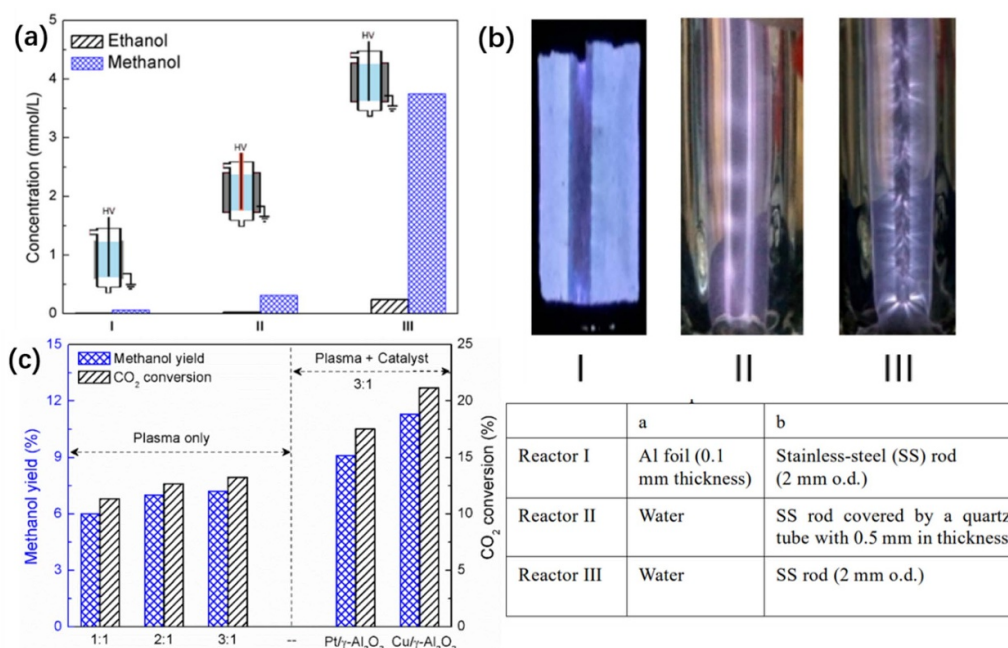 (a)
5
4
3
2
1
0
Concentration (mmol/L)
Ethanol
Methanol
HV
HV
HV
I
II
III
(b)
I
II
III
(c)
15
12
9
6
3
0
Methanol yield (%)
Methanol yield
CO₂ conversion
Plasma only
Plasma + Catalyst
3:1
25
20
15
10
5
0
CO₂ conversion (%)
1:1 2:1 3:1 -- Pt/γ-Al₂O₃ Cu/γ-Al₂O₃
a b
Reactor I
Al foil (0.1
mm thickness)
Stainless-steel (SS) rod
(2 mm o.d.)
Reactor II
Water
SS rod covered by a quartz
tube with 0.5 mm in thickness
Reactor III
Water
SS rod (2 mm o.d.)